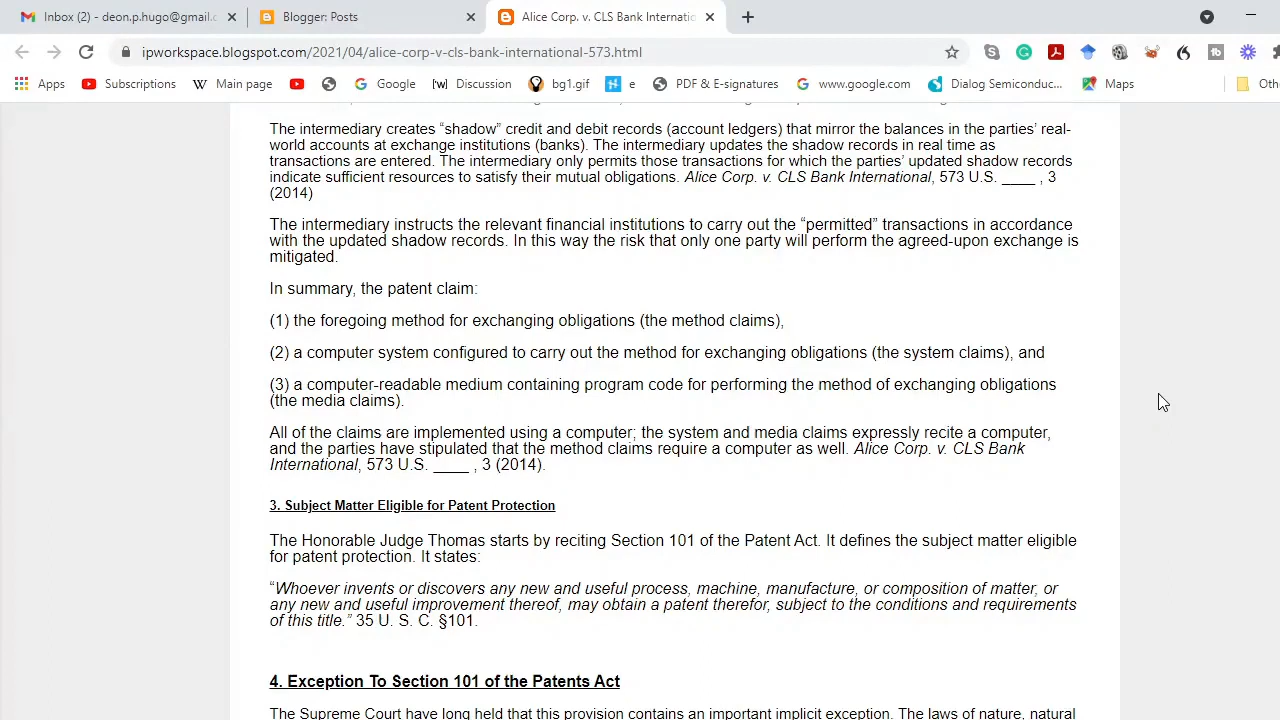 Inbox (2) - deon.p.hugo@gmail.c
Blogger: Posts
Alice Corp. v. CLS Bank Internatio
ipworkspace.blogspot.com/2021/04/alice-corp-v-cls-bank-international-573.html
Apps
Subscriptions
Main page
Google
Discussion
bg1.gif
e
PDF & E-signatures
www.google.com
Dialog Semiconduc...
Maps
Oth
The intermediary creates “shadow” credit and debit records (account ledgers) that mirror the balances in the parties’ real-
world accounts at exchange institutions (banks). The intermediary updates the shadow records in real time as
transactions are entered. The intermediary only permits those transactions for which the parties’ updated shadow records
indicate sufficient resources to satisfy their mutual obligations. Alice Corp. v. CLS Bank International, 573 U.S. ____ , 3
(2014)
The intermediary instructs the relevant financial institutions to carry out the “permitted” transactions in accordance
with the updated shadow records. In this way the risk that only one party will perform the agreed-upon exchange is
mitigated.
In summary, the patent claim:
(1) the foregoing method for exchanging obligations (the method claims),
(2) a computer system configured to carry out the method for exchanging obligations (the system claims), and
(3) a computer-readable medium containing program code for performing the method of exchanging obligations
(the media claims).
All of the claims are implemented using a computer; the system and media claims expressly recite a computer,
and the parties have stipulated that the method claims require a computer as well. Alice Corp. v. CLS Bank
International, 573 U.S. ____ , 3 (2014).
3. Subject Matter Eligible for Patent Protection
The Honorable Judge Thomas starts by reciting Section 101 of the Patent Act. It defines the subject matter eligible
for patent protection. It states:
“Whoever invents or discovers any new and useful process, machine, manufacture, or composition of matter, or
any new and useful improvement thereof, may obtain a patent therefor, subject to the conditions and requirements
of this title.” 35 U. S. C. §101.
4. Exception To Section 101 of the Patents Act
The Supreme Court have long held that this provision contains an important implicit exception. The laws of nature, natural